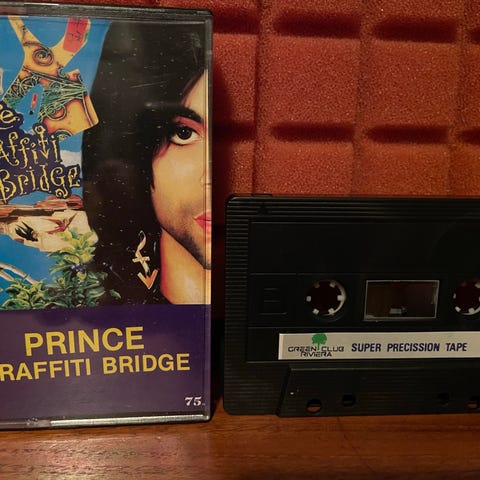 e
affiti
Bridge
PRINCE
RAFFITI BRIDGE
75
B
GREEN CLUB
RIVIERA
SUPER PRECISSION TAPE